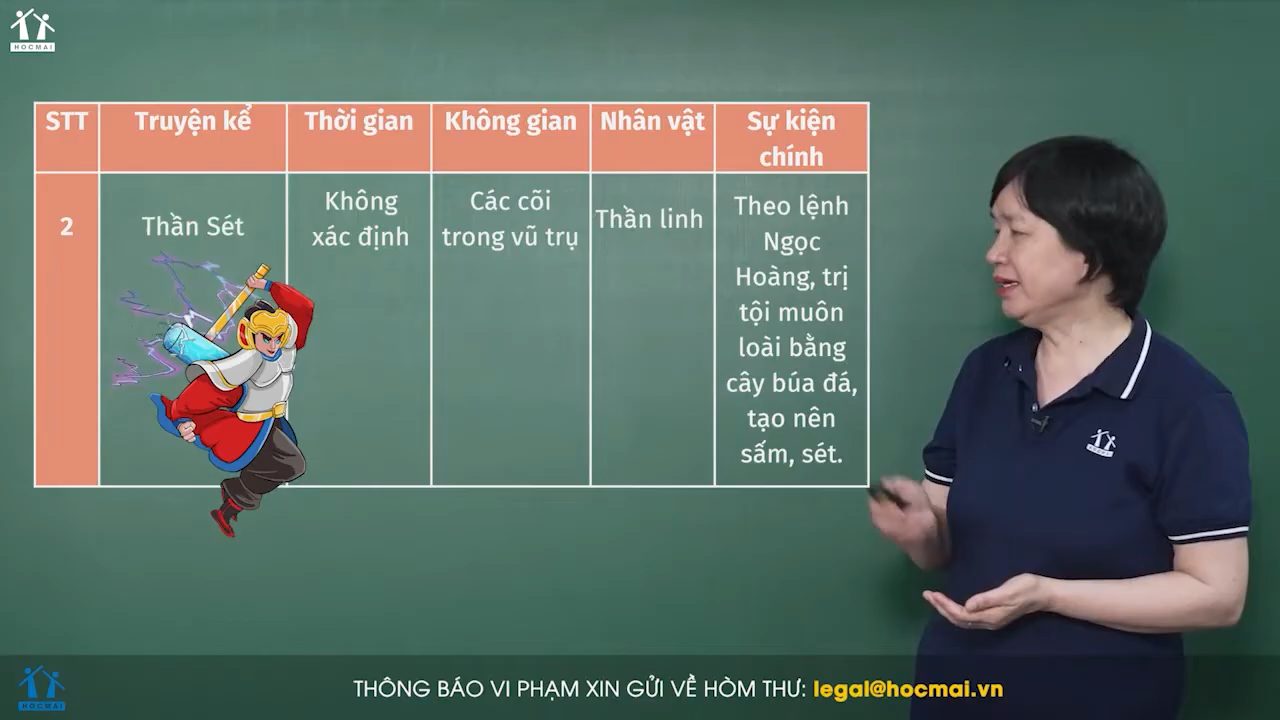 HOCMAI
STT
Truyện kể
Thời gian
Không gian
Nhân vật
Sự kiện
chính
2
Thần Sét
Không
xác định
Các cõi
trong vũ trụ
Thần linh
Theo lệnh
Ngọc
Hoàng, trị
tội muôn
loài bằng
cây búa đá,
tạo nên
sấm, sét.
HOCMAI
THÔNG BÁO VI PHẠM XIN GỬI VỀ HÒM THƯ: legal@hocmai.vn